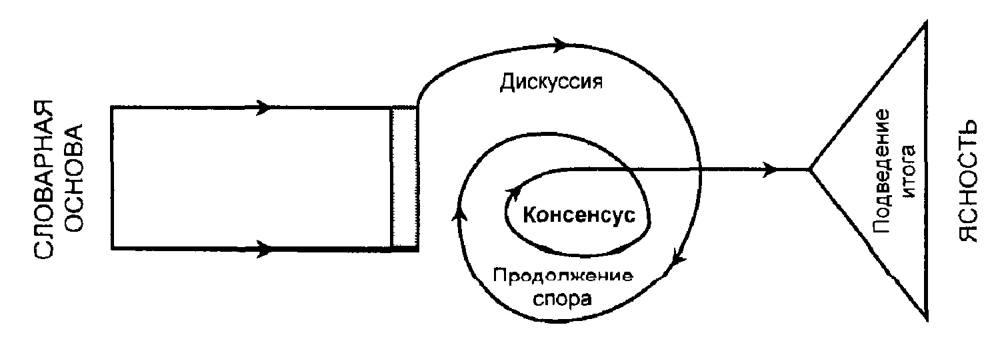 СЛОВАРНАЯ
ОСНОВА
Дискуссия
Консенсус
Продолжение
спора
Подведение
итога
ЯСНОСТЬ